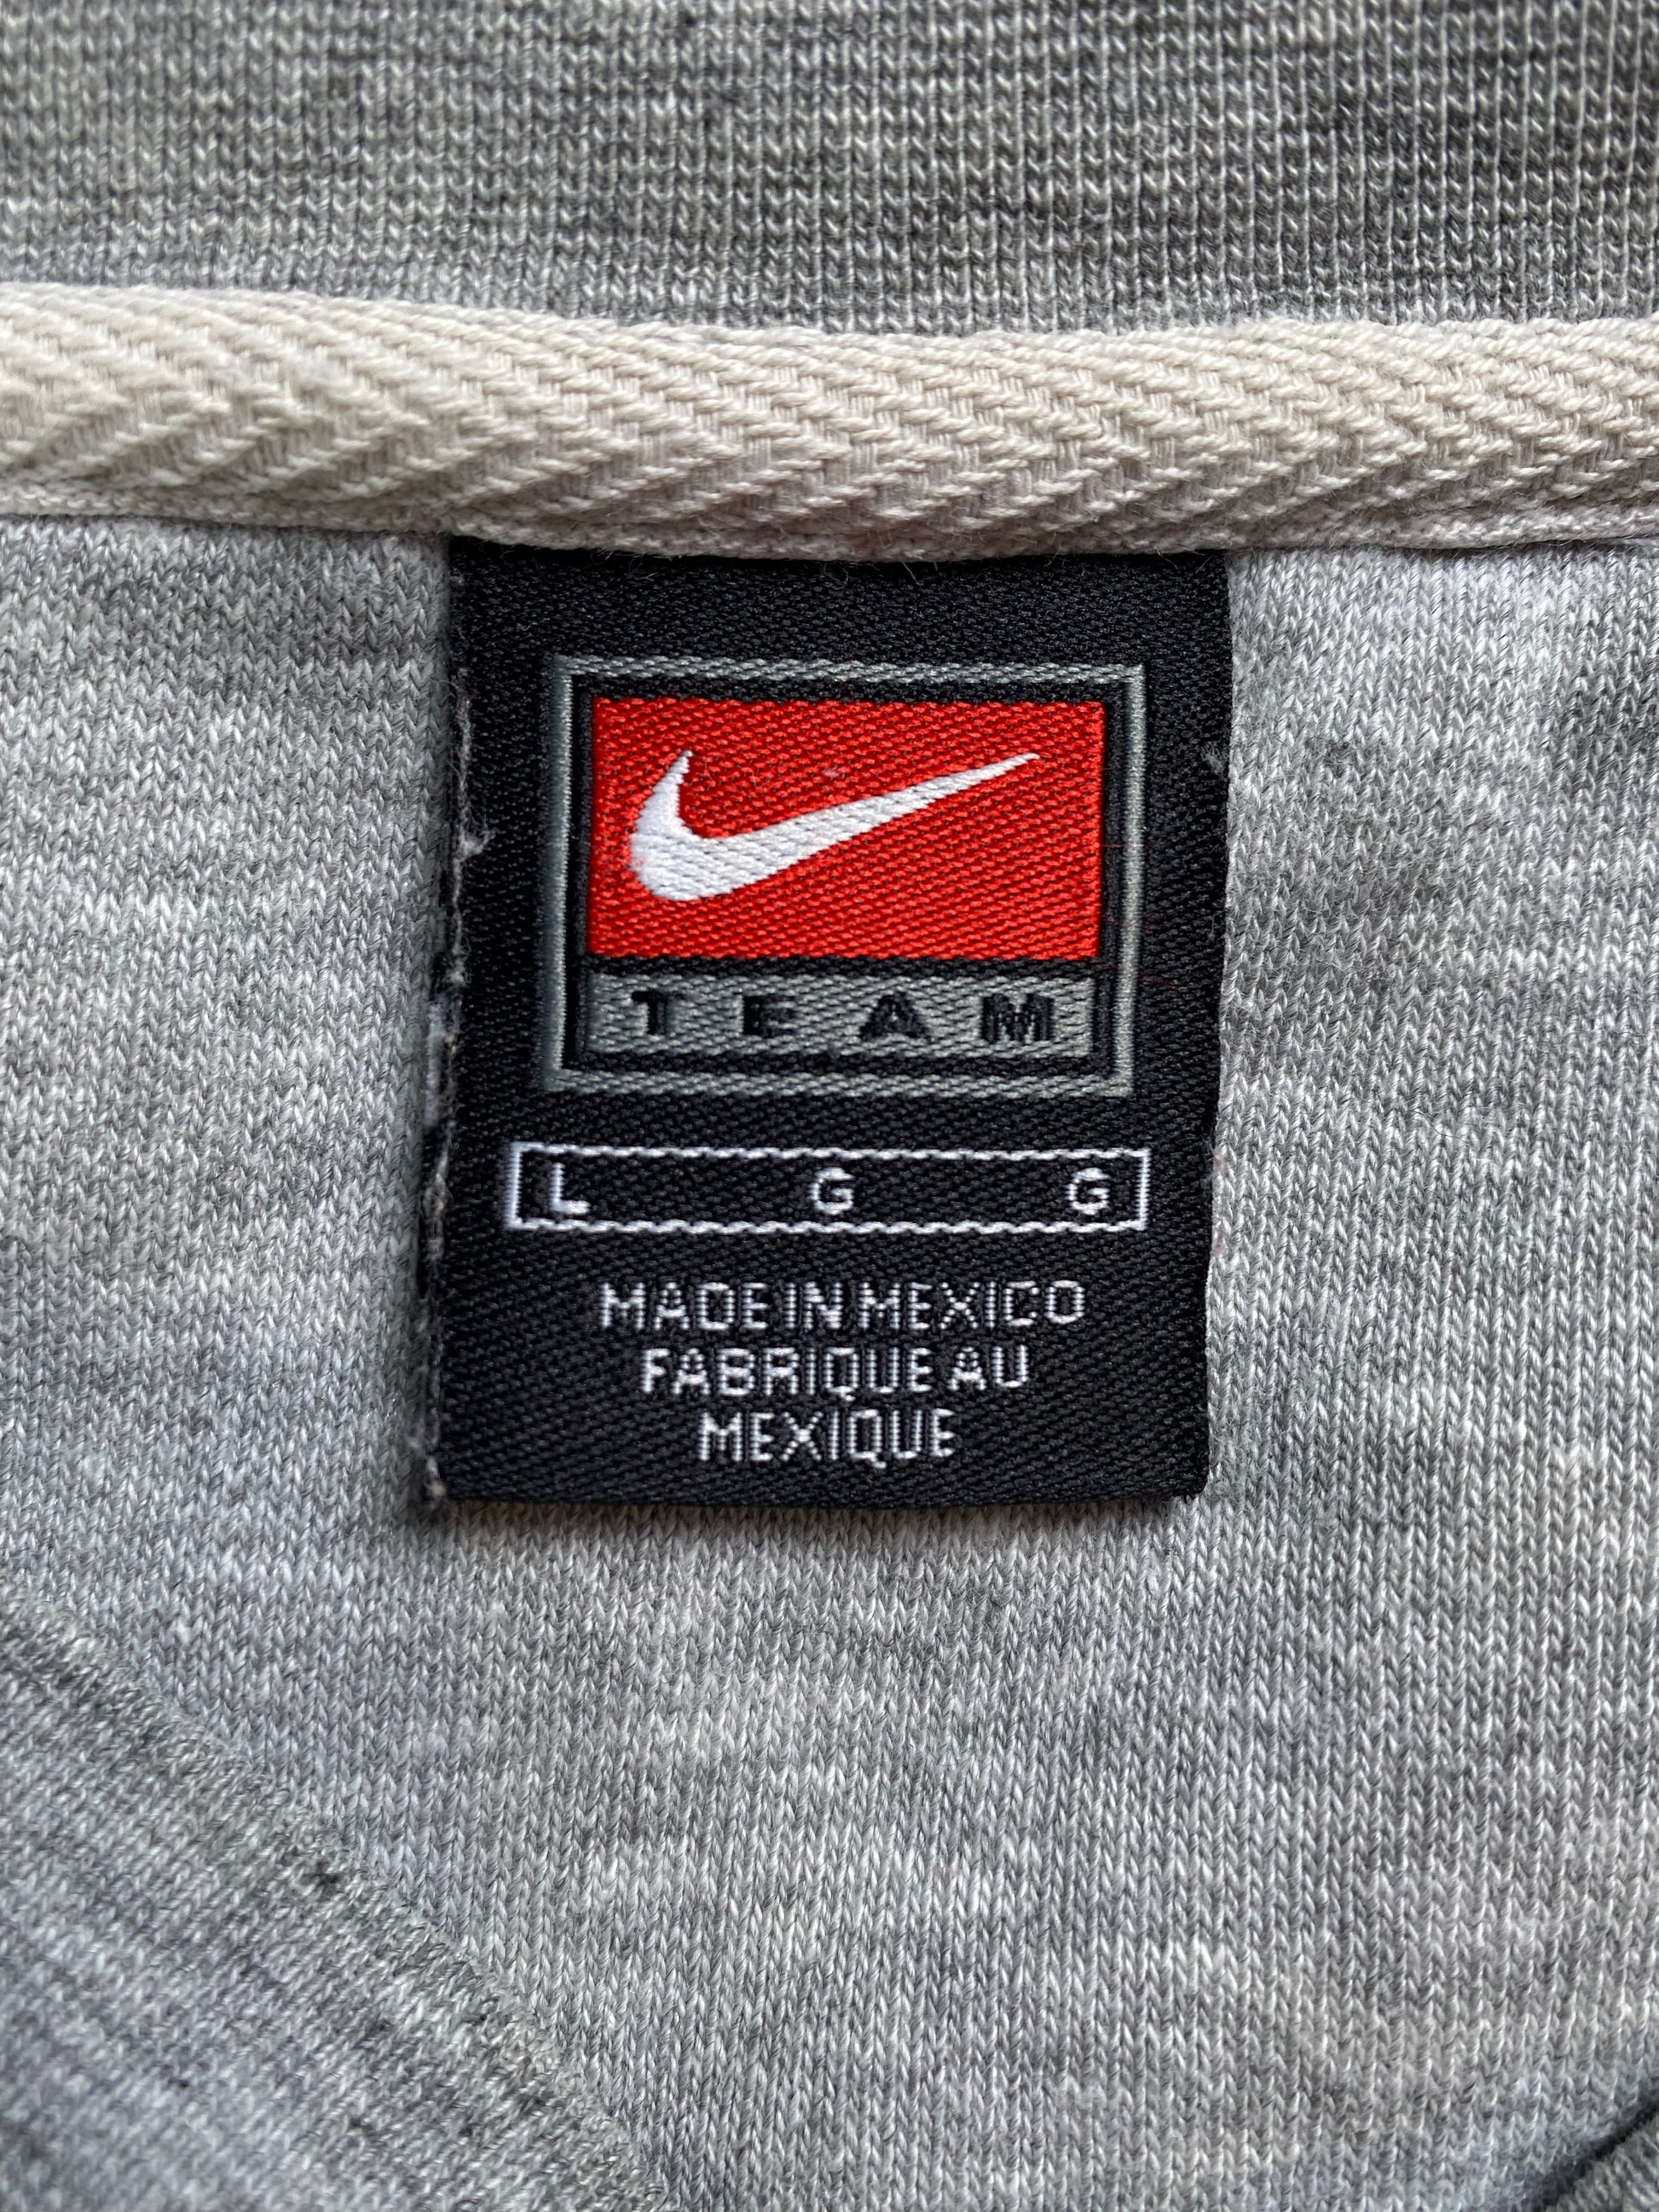 TEAM
L G G
MADE IN MEXICO
FABRIQUE AU
MEXIQUE